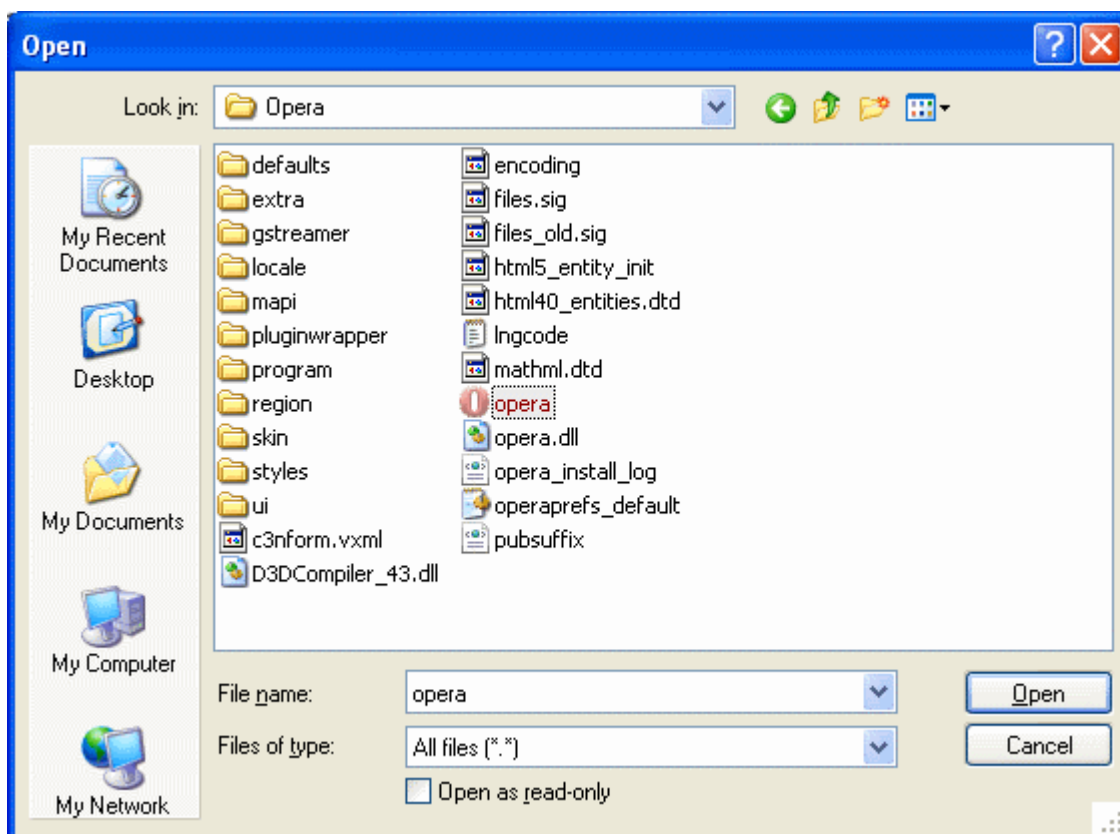 Open
Look in:
Opera
My Recent
Documents
Desktop
My Documents
My Computer
My Network
defaults
extra
gstreamer
locale
mapi
pluginwrapper
program
region
skin
styles
ui
c3nform.vxml
D3DCompiler_43.dll
encoding
files.sig
files_old.sig
html5_entity_init
html40_entities.dtd
lngcode
mathml.dtd
opera
opera.dll
opera_install_log
operaprefs_default
pubsuffix
File name:
opera
Open
Files of type:
All files (*.*)
Cancel
Open as read-only